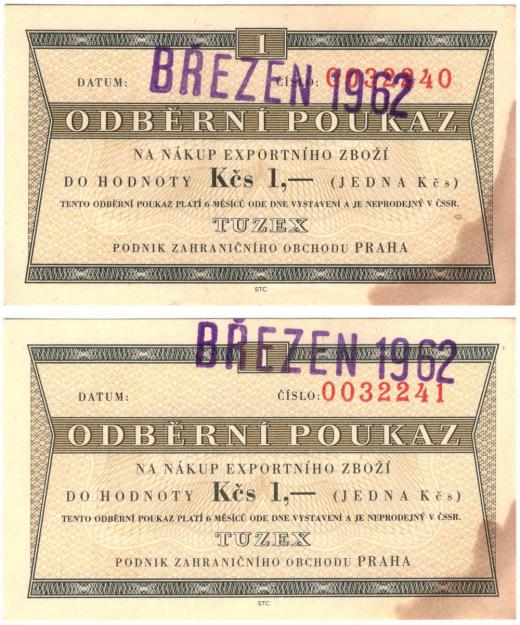 1
BŘEZEN 1962
DATUM: ČÍSLO: 0032240
ODBĚRNÍ POUKAZ
NA NÁKUP EXPORTNÍHO ZBOŽÍ
DO HODNOTY Kčs 1,— (JEDNA Kčs)
TENTO ODBĚRNÍ POUKAZ PLATÍ 6 MĚSÍCŮ ODE DNE VYSTAVENÍ A JE NEPRODEJNÝ V ČSSR.
TUZEX
PODNIK ZAHRANIČNÍHO OBCHODU PRAHA
STC
BŘEZEN 1962
1
DATUM: ČÍSLO: 0032241
ODBĚRNÍ POUKAZ
NA NÁKUP EXPORTNÍHO ZBOŽÍ
DO HODNOTY Kčs 1,— (JEDNA Kčs)
TENTO ODBĚRNÍ POUKAZ PLATÍ 6 MĚSÍCŮ ODE DNE VYSTAVENÍ A JE NEPRODEJNÝ V ČSSR.
TUZEX
PODNIK ZAHRANIČNÍHO OBCHODU PRAHA
STC